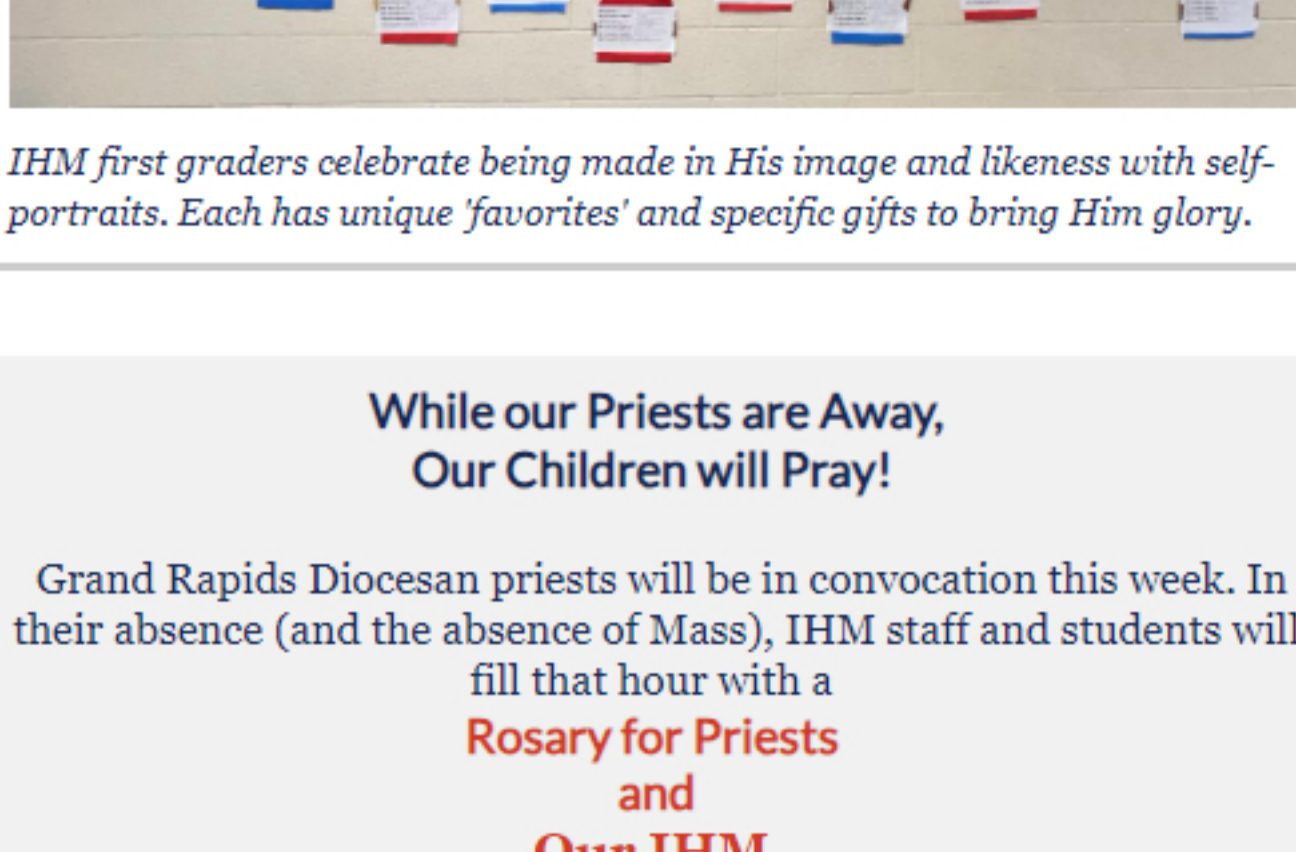 IHM first graders celebrate being made in His image and likeness with self-
portraits. Each has unique 'favorites' and specific gifts to bring Him glory.
While our Priests are Away,
Our Children will Pray!
Grand Rapids Diocesan priests will be in convocation this week. In
their absence (and the absence of Mass), IHM staff and students will
fill that hour with a
Rosary for Priests
and
Our IHM